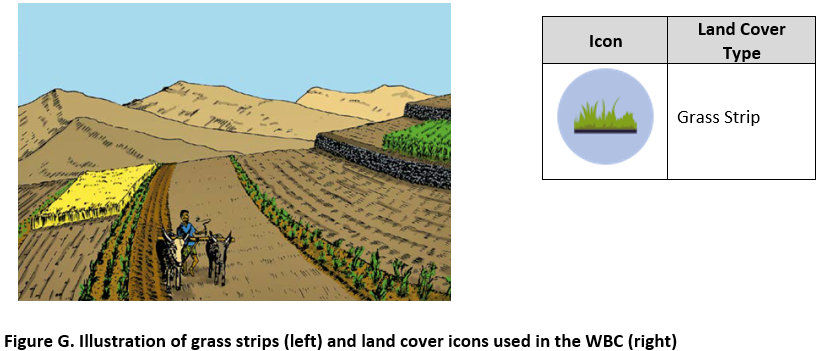 Icon
Land Cover
Type
Grass Strip
Figure G. Illustration of grass strips (left) and land cover icons used in the WBC (right)